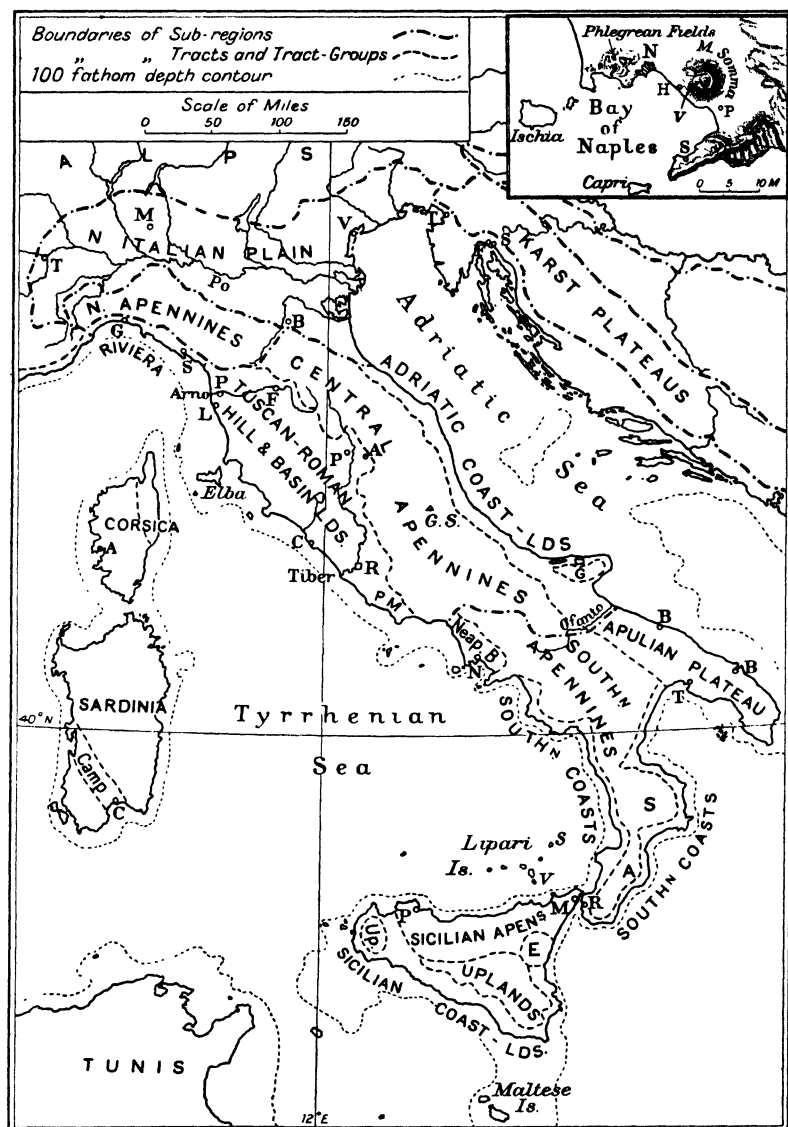 Boundaries of Sub-regions
„ „ Tracts and Tract-Groups
100 fathom depth contour
Scale of Miles
0 50 100 150
Phlegrean Fields
N
M. Somma
H
V
P
Bay of Naples
S
Ischia
Capri
0 5 10 M
A L P S
M
N ITALIAN PLAIN
V
T
T
Po
N. APENNINES
B
G
RIVIERA
S
KARST PLATEAUS
Adriatic Sea
ADRIATIC COAST-LDS
CENTRAL APENNINES
P
Arno
F
L
TUSCAN-ROMAN
HILL & BASIN LDS
P
A
Elba
G.S.
CORSICA
A
C
Tiber
R
PM
G
Ofanto
B
B
APULIAN PLATEAU
T
Neap B
N
SOUTHN APENNINES
SARDINIA
40°N
Tyrrhenian
Sea
Camp
C
SOUTHN COASTS
S
A
SOUTHN COASTS
Lipari
Is.
S
V
M
R
P
SICILIAN APENS
UP
E
UPLANDS
SICILIAN COAST-LDS.
TUNIS
Maltese
Is.
12°E